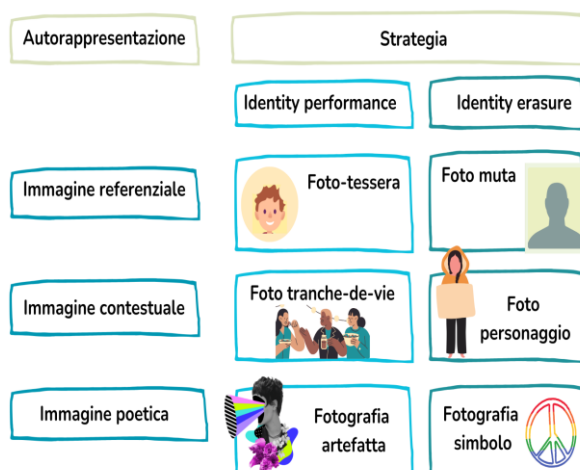 Autorappresentazione
Strategia
Identity performance
Identity erasure
Immagine referenziale
Foto-tessera
Foto muta
Immagine contestuale
Foto tranche-de-vie
Foto
personaggio
Immagine poetica
Fotografia
artefatta
Fotografia
simbolo